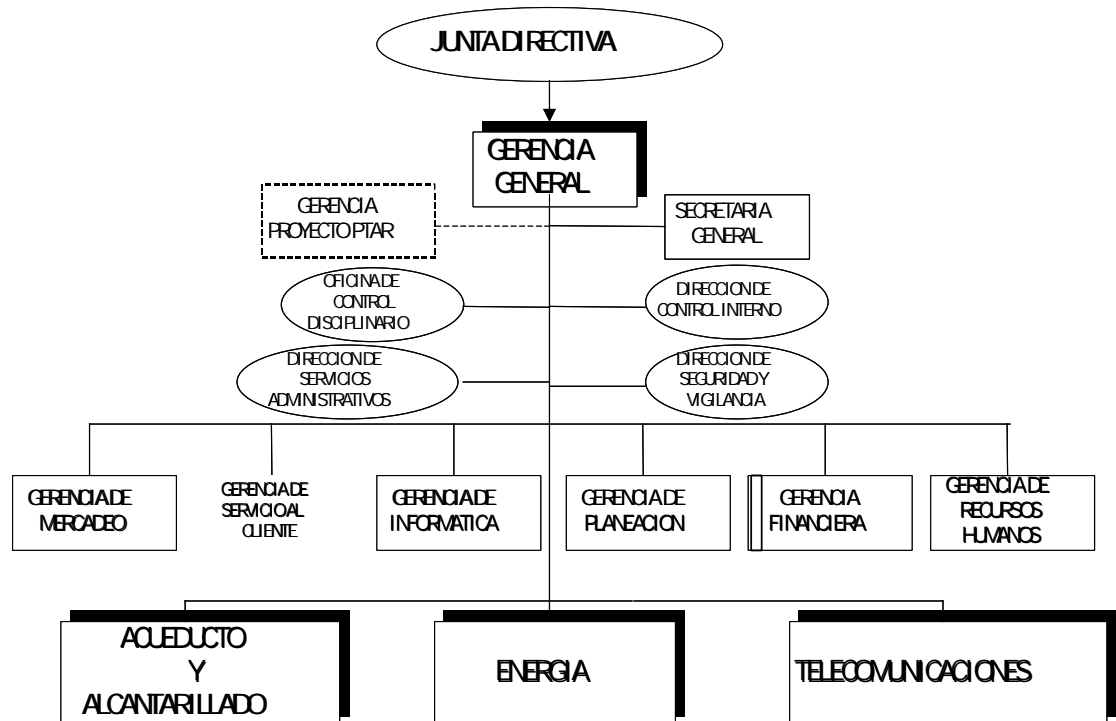 JUNTA DIRECTIVA
GERENCIA
GENERAL
GERENCIA
PROYECTO PTAR
SECRETARIA
GENERAL
OFICINA DE
CONTROL
DISCIPLINARIO
DIRECCION DE
CONTROL INTERNO
DIRECCION DE
SERVICIOS
ADMINISTRATIVOS
DIRECCION DE
SEGURIDAD Y
VIGILANCIA
GERENCIA DE
MERCADEO
GERENCIA DE
SERVICIO AL
CLIENTE
GERENCIA DE
INFORMATICA
GERENCIA DE
PLANEACION
GERENCIA
FINANCIERA
GERENCIA DE
RECURSOS
HUMANOS
ACUEDUCTO
Y
ALCANTARILLADO
ENERGIA
TELECOMUNICACIONES